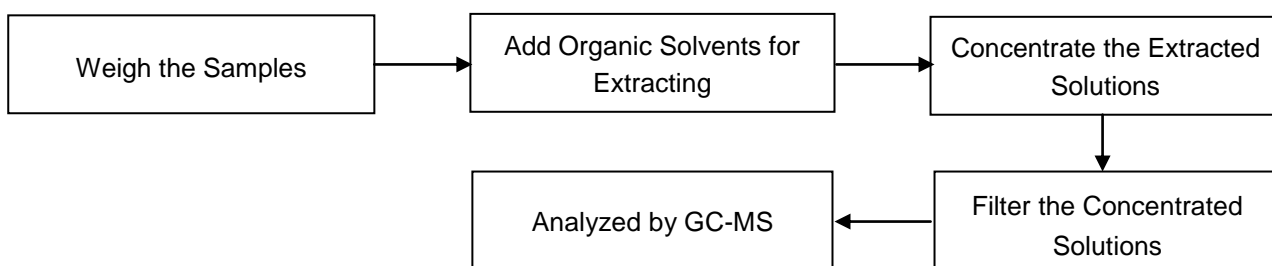 Weigh the Samples
Add Organic Solvents for
Extracting
Concentrate the Extracted
Solutions
Filter the Concentrated
Solutions
Analyzed by GC-MS